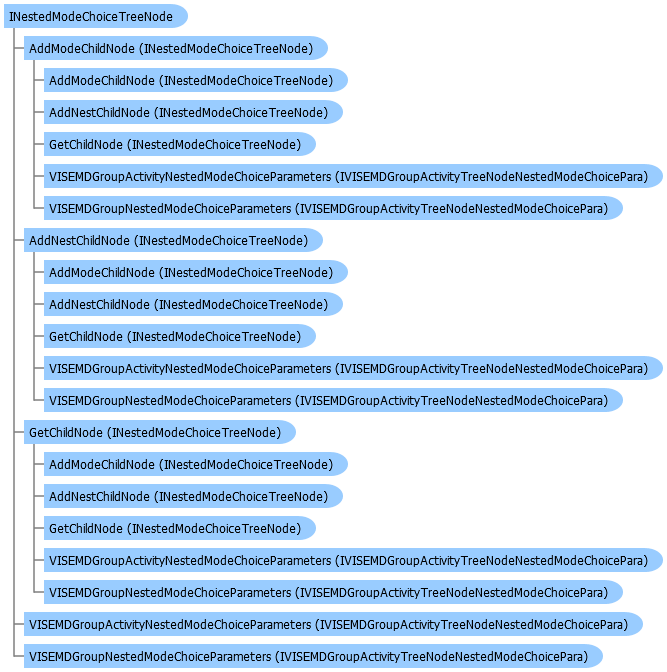 INestedModeChoiceTreeNode
AddModeChildNode (INestedModeChoiceTreeNode)
AddModeChildNode (INestedModeChoiceTreeNode)
AddNestChildNode (INestedModeChoiceTreeNode)
GetChildNode (INestedModeChoiceTreeNode)
VISEMDGroupActivityNestedModeChoiceParameters (IVISEMDGroupActivityTreeNodeNestedModeChoicePara)
VISEMDGroupNestedModeChoiceParameters (IVISEMDGroupActivityTreeNodeNestedModeChoicePara)
AddNestChildNode (INestedModeChoiceTreeNode)
AddModeChildNode (INestedModeChoiceTreeNode)
AddNestChildNode (INestedModeChoiceTreeNode)
GetChildNode (INestedModeChoiceTreeNode)
VISEMDGroupActivityNestedModeChoiceParameters (IVISEMDGroupActivityTreeNodeNestedModeChoicePara)
VISEMDGroupNestedModeChoiceParameters (IVISEMDGroupActivityTreeNodeNestedModeChoicePara)
GetChildNode (INestedModeChoiceTreeNode)
AddModeChildNode (INestedModeChoiceTreeNode)
AddNestChildNode (INestedModeChoiceTreeNode)
GetChildNode (INestedModeChoiceTreeNode)
VISEMDGroupActivityNestedModeChoiceParameters (IVISEMDGroupActivityTreeNodeNestedModeChoicePara)
VISEMDGroupNestedModeChoiceParameters (IVISEMDGroupActivityTreeNodeNestedModeChoicePara)
VISEMDGroupActivityNestedModeChoiceParameters (IVISEMDGroupActivityTreeNodeNestedModeChoicePara)
VISEMDGroupNestedModeChoiceParameters (IVISEMDGroupActivityTreeNodeNestedModeChoicePara)